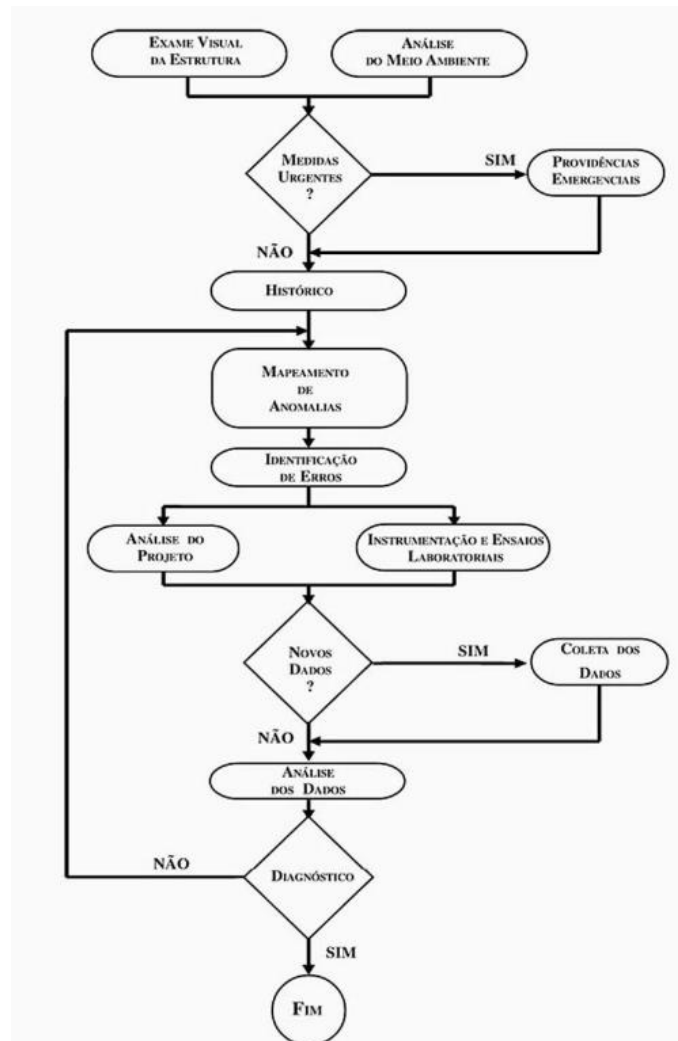 EXAME VISUAL
DA ESTRUTURA
ANÁLISE
DO MEIO AMBIENTE
MEDIDAS
URGENTES
?
SIM
PROVIDÊNCIAS
EMERGENCIAIS
NÃO
HISTÓRICO
MAPEAMENTO
DE
ANOMALIAS
IDENTIFICAÇÃO
DE ERROS
ANÁLISE DO
PROJETO
INSTRUMENTAÇÃO E ENSAIOS
LABORATORIAIS
NOVOS
DADOS
?
SIM
COLETA DOS
DADOS
NÃO
ANÁLISE
DOS DADOS
NÃO
DIAGNÓSTICO
SIM
FIM